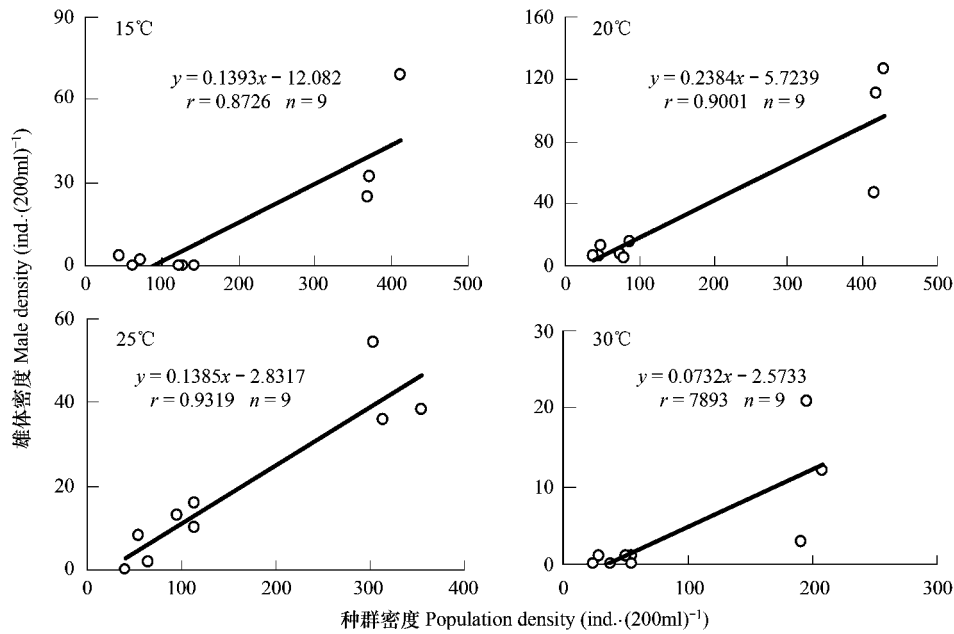 雄体密度 Male density (ind.·(200ml)⁻¹)
15℃
y = 0.1393x − 12.082
r = 0.8726 n = 9
90
60
30
0
0 100 200 300 400 500
20℃
y = 0.2384x − 5.7239
r = 0.9001 n = 9
160
120
80
40
0
0 100 200 300 400 500
25℃
y = 0.1385x − 2.8317
r = 0.9319 n = 9
60
40
20
0
0 100 200 300 400
30℃
y = 0.0732x − 2.5733
r = 7893 n = 9
30
20
10
0
0 100 200 300
种群密度 Population density (ind.·(200ml)⁻¹)